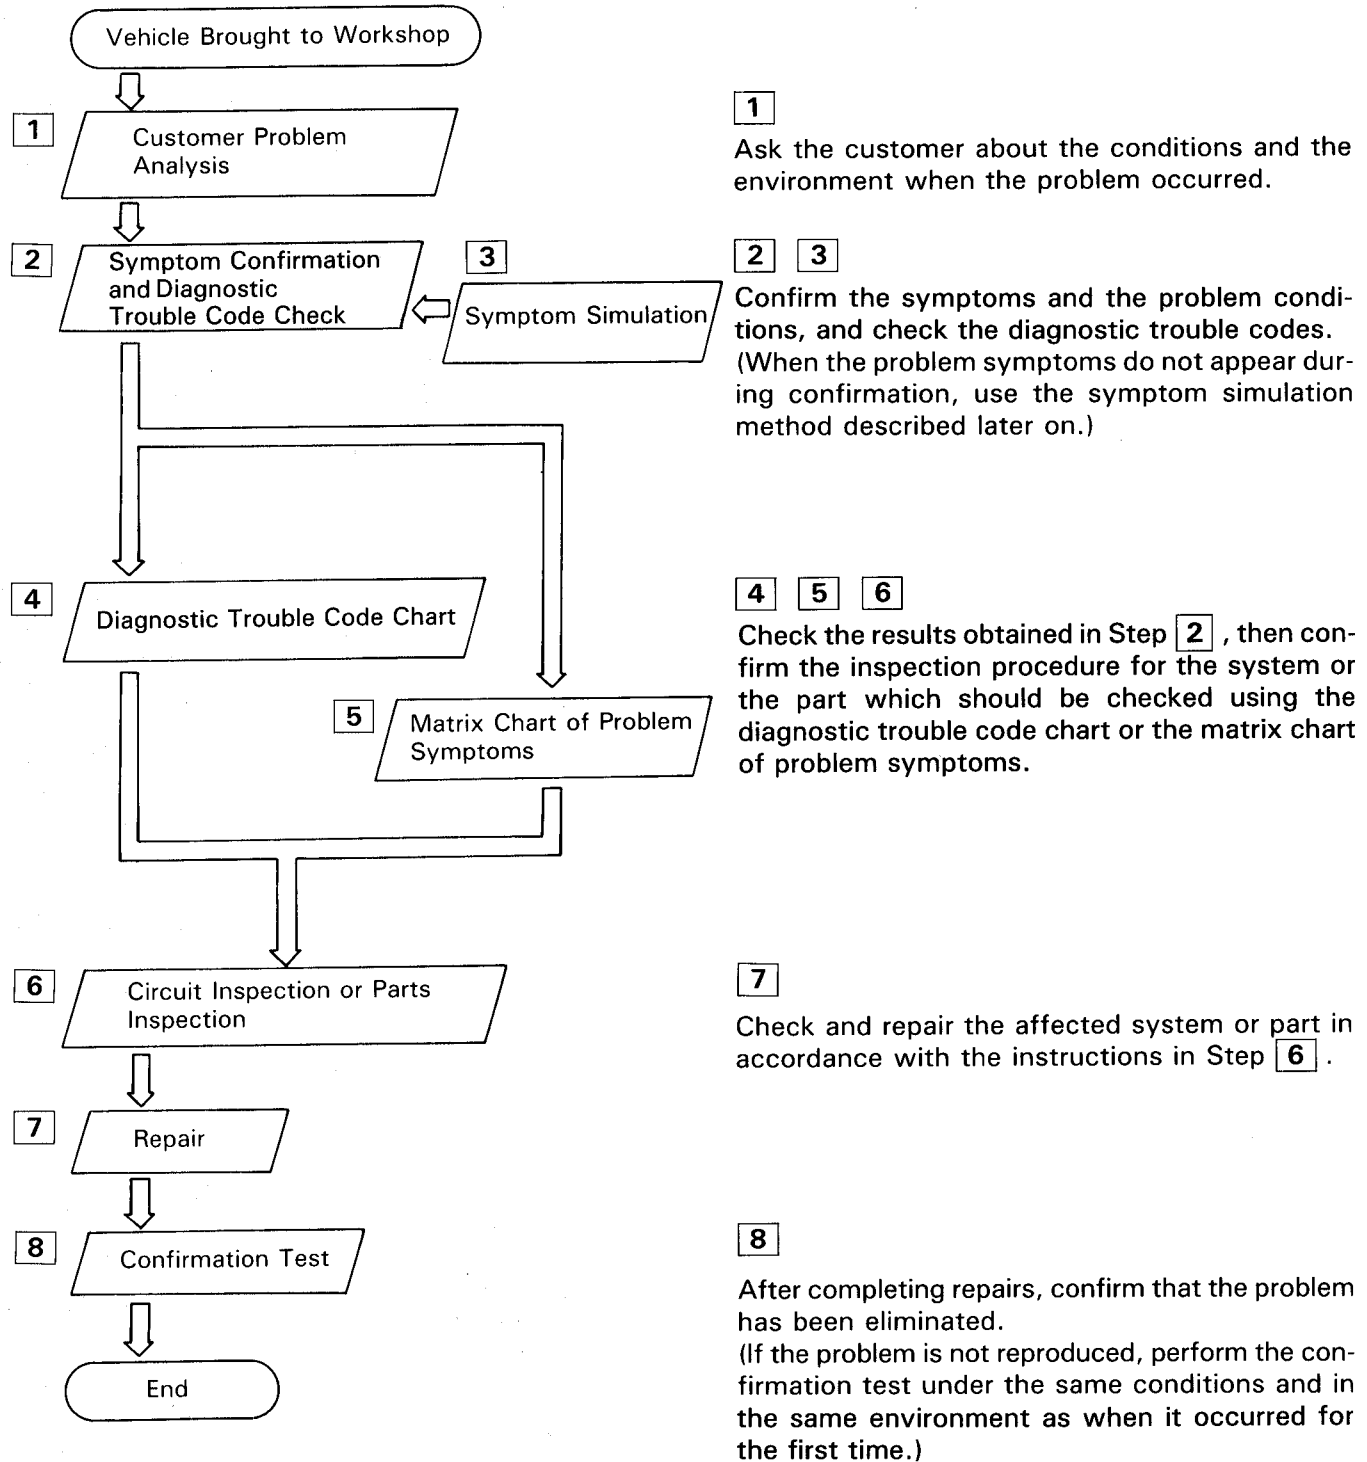 Vehicle Brought to Workshop
1
Customer Problem
Analysis
2
Symptom Confirmation
and Diagnostic
Trouble Code Check
3
Symptom Simulation
4
Diagnostic Trouble Code Chart
5
Matrix Chart of Problem
Symptoms
6
Circuit Inspection or Parts
Inspection
7
Repair
8
Confirmation Test
End
1
Ask the customer about the conditions and the
environment when the problem occurred.
2 3
Confirm the symptoms and the problem condi-
tions, and check the diagnostic trouble codes.
(When the problem symptoms do not appear dur-
ing confirmation, use the symptom simulation
method described later on.)
4 5 6
Check the results obtained in Step 2 , then con-
firm the inspection procedure for the system or
the part which should be checked using the
diagnostic trouble code chart or the matrix chart
of problem symptoms.
7
Check and repair the affected system or part in
accordance with the instructions in Step 6 .
8
After completing repairs, confirm that the problem
has been eliminated.
(If the problem is not reproduced, perform the con-
firmation test under the same conditions and in
the same environment as when it occurred for
the first time.)